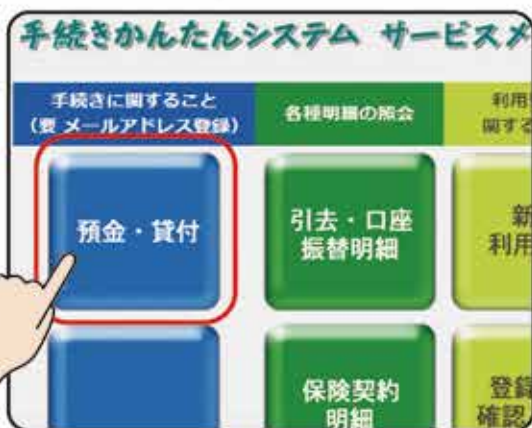 手続きかんたんシステム サービスメ
手続きに関すること
(要 メールアドレス登録)
各種明細の照会
利用
関する
預金・貸付
引去・口座
振替明細
新
利用
保険契約
明細
登録
確認